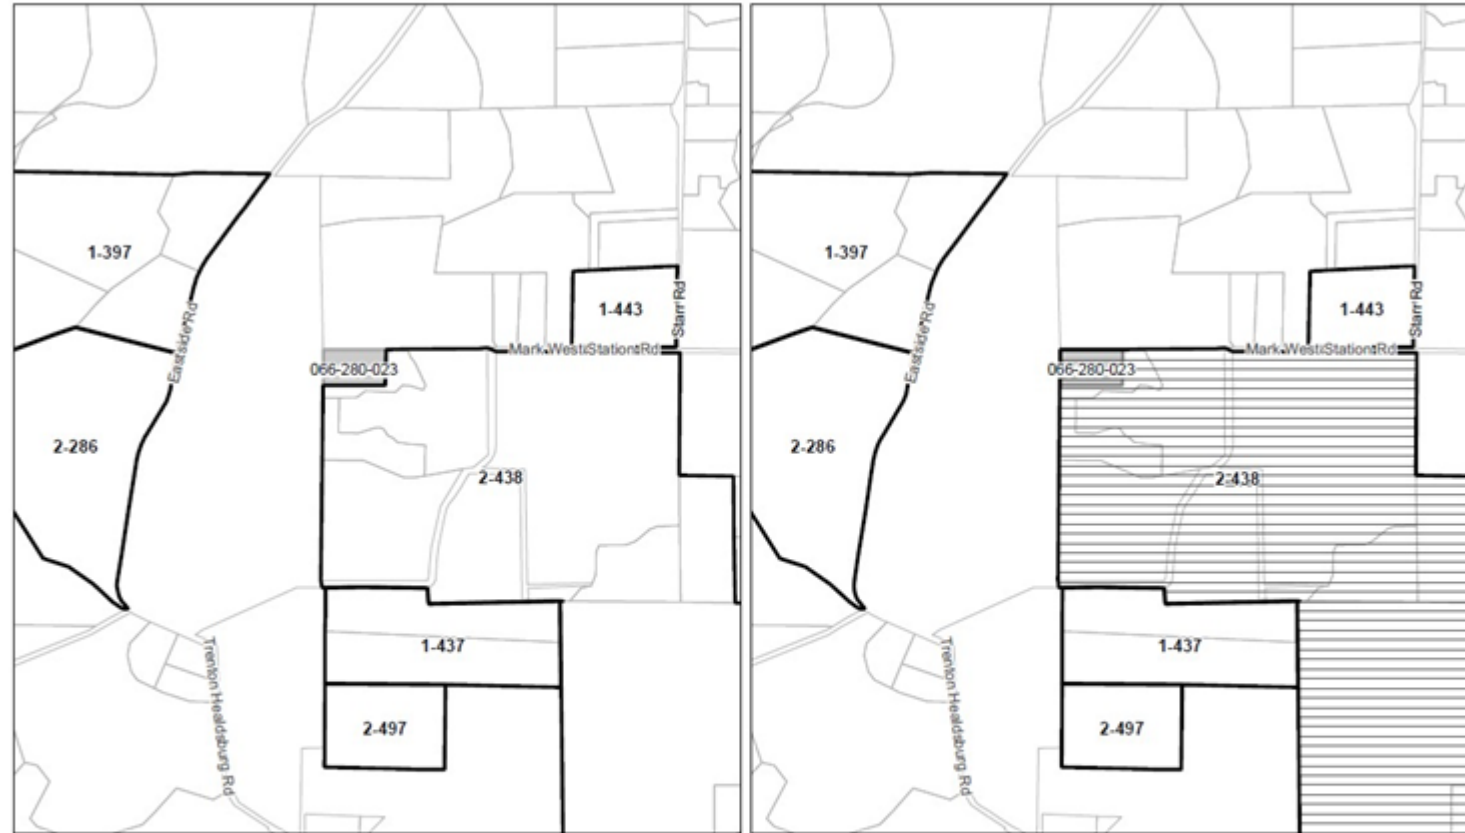 1-397
1-443
Starr Rd
Eastside Rd
Mark West Station Rd
066-280-023
2-286
2-438
1-437
2-497
Trenton Healdsburg Rd
1-397
1-443
Starr Rd
Eastside Rd
Mark West Station Rd
066-280-023
2-286
2-438
1-437
2-497
Trenton Healdsburg Rd